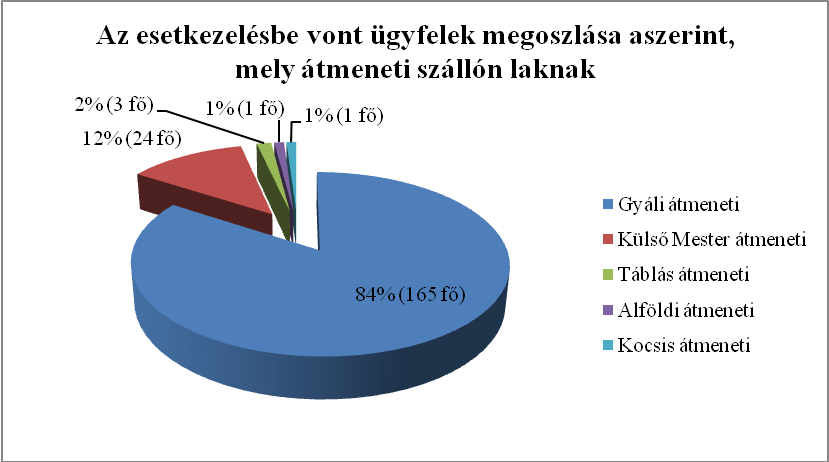 Az esetkezelésbe vont ügyfelek megoszlása aszerint,
mely átmeneti szállón laknak
2% (3 fő)
1% (1 fő)
1% (1 fő)
12% (24 fő)
84% (165 fő)
Gyáli átmeneti
Külső Mester átmeneti
Táblás átmeneti
Alföldi átmeneti
Kocsis átmeneti